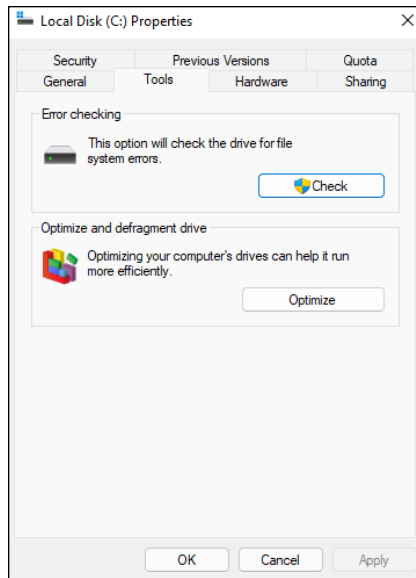 Local Disk (C:) Properties
Security Previous Versions Quota
General Tools Hardware Sharing
Error checking
This option will check the drive for file
system errors.
Check
Optimize and defragment drive
Optimizing your computer's drives can help it run
more efficiently.
Optimize
OK Cancel Apply